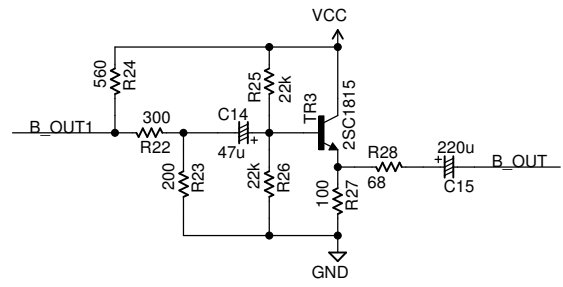 VCC
560
R24
R25
22k
TR3
2SC1815
B_OUT1
300
R22
C14
47u
+
200
R23
22k
R26
100
R27
R28
68
220u
+
C15
B_OUT
GND